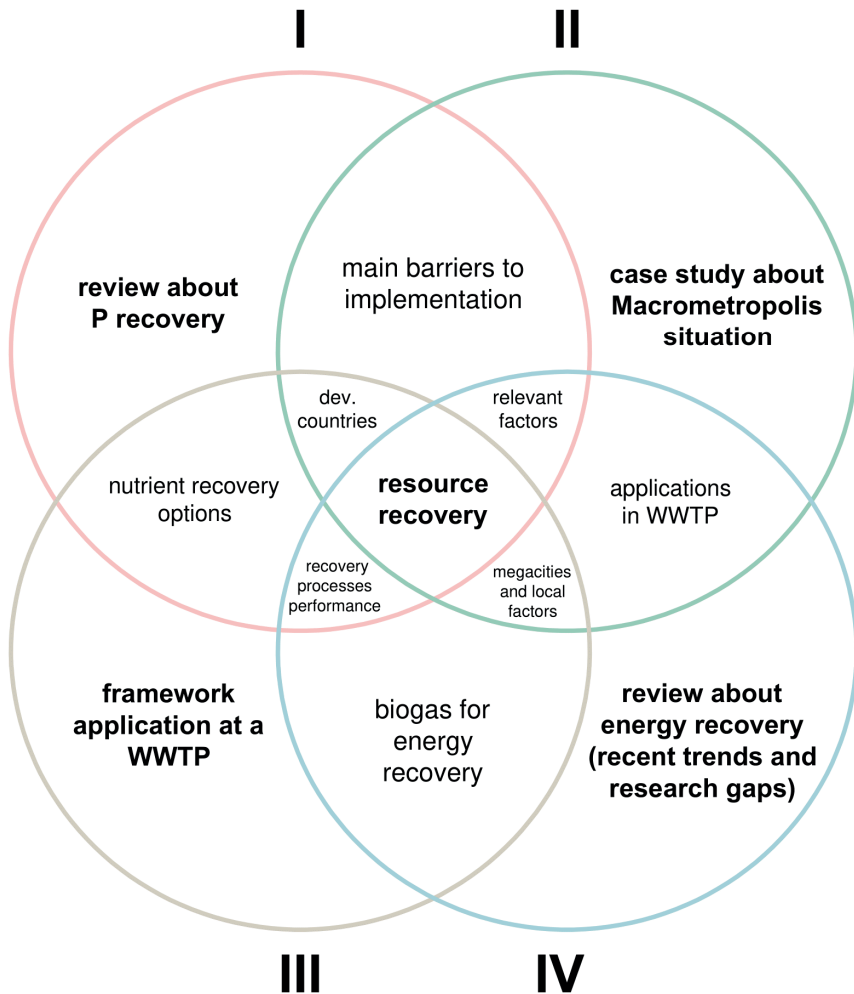 I
II
review about
P recovery
main barriers to
implementation
case study about
Macrometropolis
situation
dev.
countries
relevant
factors
nutrient recovery
options
resource
recovery
applications
in WWTP
recovery
processes
performance
megacities
and local
factors
framework
application at a
WWTP
biogas for
energy
recovery
review about
energy recovery
(recent trends and
research gaps)
III
IV